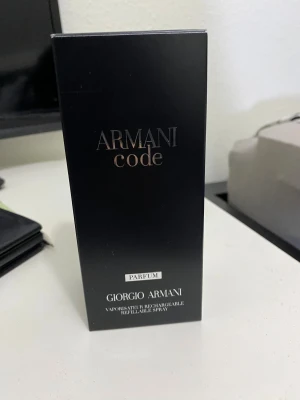 ARMANI
code
PARFUM
GIORGIO ARMANI
VAPORISATEUR RECHARGEABLE
REFILLABLE SPRAY